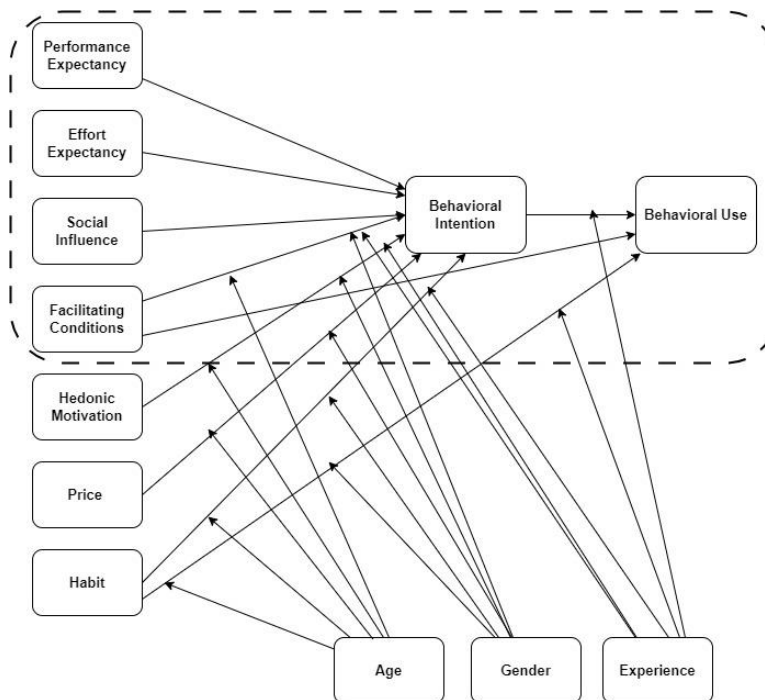 Performance
Expectancy
Effort
Expectancy
Social
Influence
Facilitating
Conditions
Hedonic
Motivation
Price
Habit
Behavioral
Intention
Behavioral Use
Age
Gender
Experience